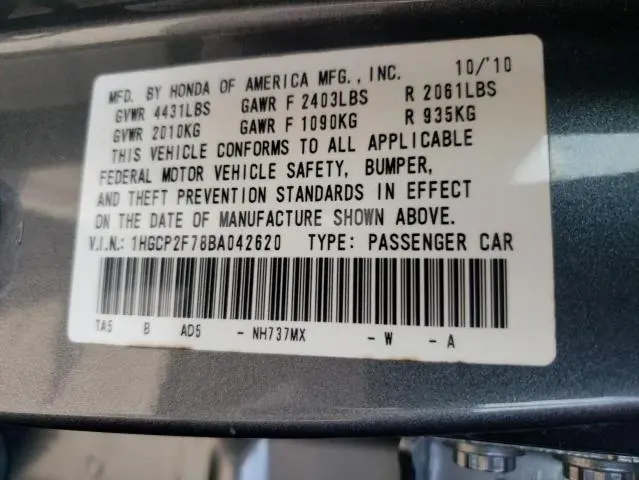 MFD. BY HONDA OF AMERICA MFG., INC. 10/'10
GVWR 4431LBS GAWR F 2403LBS R 2061LBS
GVWR 2010KG GAWR F 1090KG R 935KG
THIS VEHICLE CONFORMS TO ALL APPLICABLE
FEDERAL MOTOR VEHICLE SAFETY, BUMPER,
AND THEFT PREVENTION STANDARDS IN EFFECT
ON THE DATE OF MANUFACTURE SHOWN ABOVE.
V.I.N.: 1HGCP2F78BA042620 TYPE: PASSENGER CAR
TA5 B AD5 - NH737MX - W - A